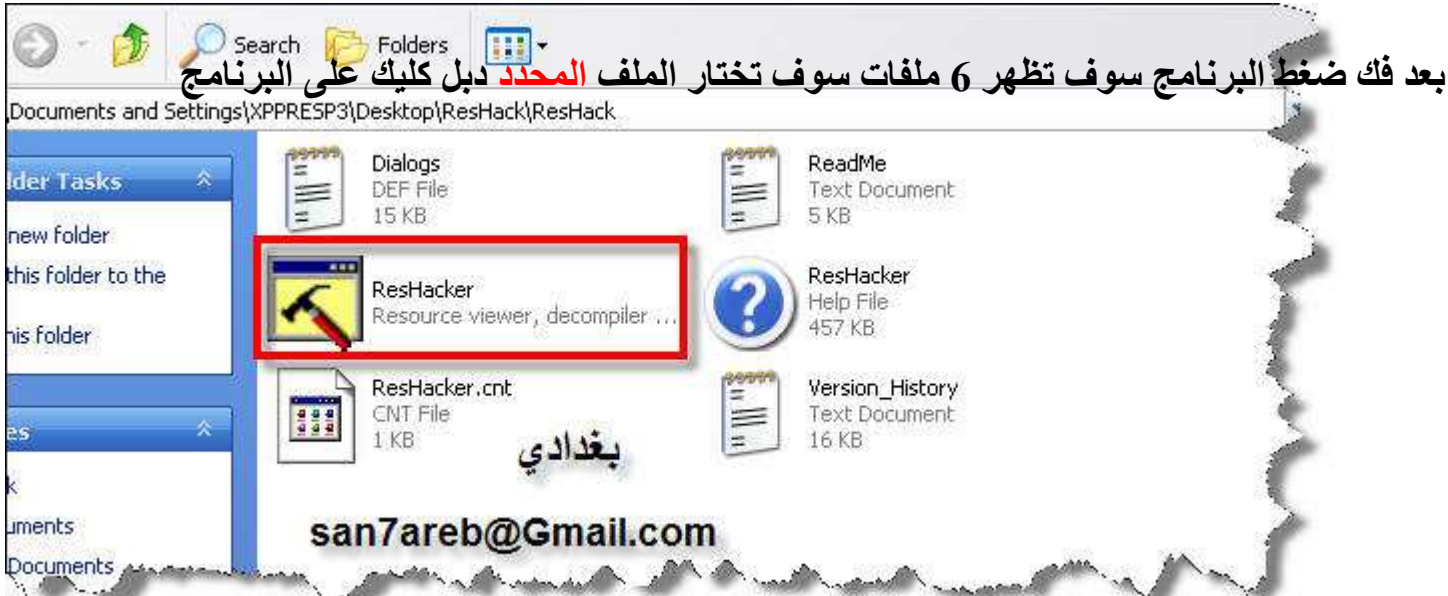 Search Folders
بعد فك ضغط البرنامج سوف تظهر 6 ملفات سوف تختار الملف المحدد دبل كليك على البرنامج
\Documents and Settings\XPPRESP3\Desktop\ResHack\ResHack
lder Tasks
new folder
this folder to the
his folder
es
k
uments
Documents
Dialogs
DEF File
15 KB
ReadMe
Text Document
5 KB
ResHacker
Resource viewer, decompiler ...
ResHacker
Help File
457 KB
ResHacker.cnt
CNT File
1 KB
Version_History
Text Document
16 KB
بغدادي
san7areb@Gmail.com